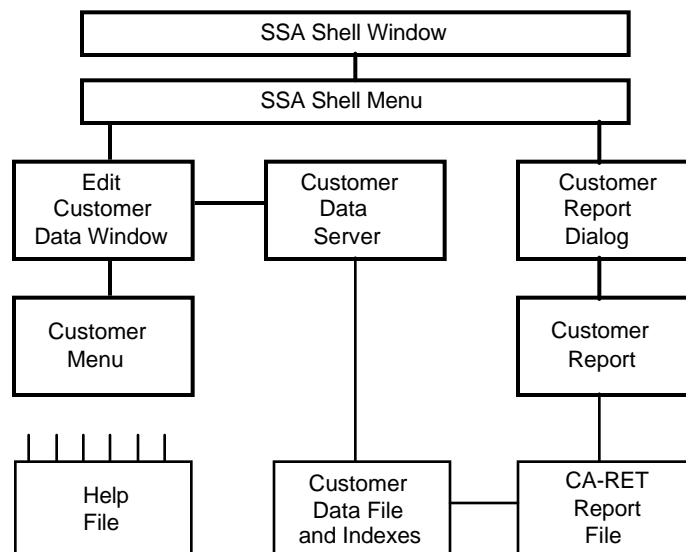 SSA Shell Window
SSA Shell Menu
Edit
Customer
Data Window
Customer
Data
Server
Customer
Report
Dialog
Customer
Menu
Customer
Report
Help
File
Customer
Data File
and Indexes
CA-RET
Report
File